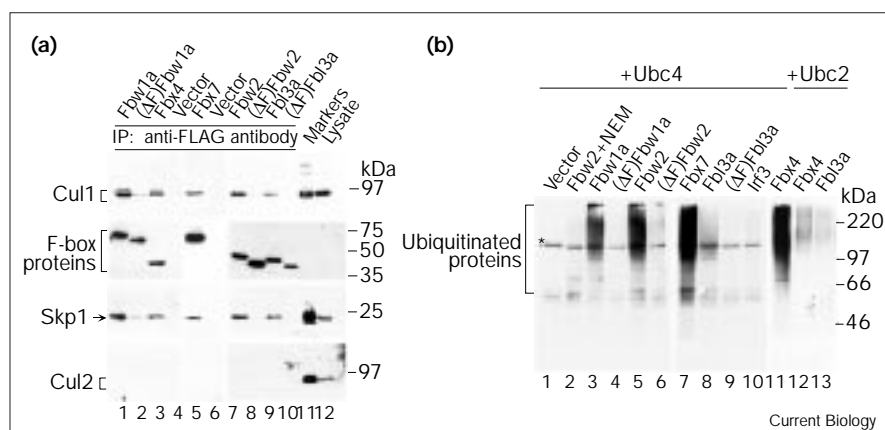 (a)
Fbw1a
(ΔF)Fbw1a
Fbx4
Vector
Fbx7
Vector
Fbw2
(ΔF)Fbw2
Fbl3a
(ΔF)Fbl3a
Markers
Lysate
IP: anti-FLAG antibody
kDa
Cul1
97
F-box
proteins
75
50
35
Skp1
25
Cul2
97
1 2 3 4 5 6 7 8 9 10 11 12
(b)
+Ubc4
+Ubc2
Vector
Fbw2+NEM
Fbw1a
(ΔF)Fbw1a
Fbw2
(ΔF)Fbw2
Fbx7
Fbl3a
(ΔF)Fbl3a
Irf3
Fbx4
Fbx4
Fbl3a
kDa
Ubiquitinated
proteins
*
220
97
66
46
1 2 3 4 5 6 7 8 9 10 11 12 13
Current Biology